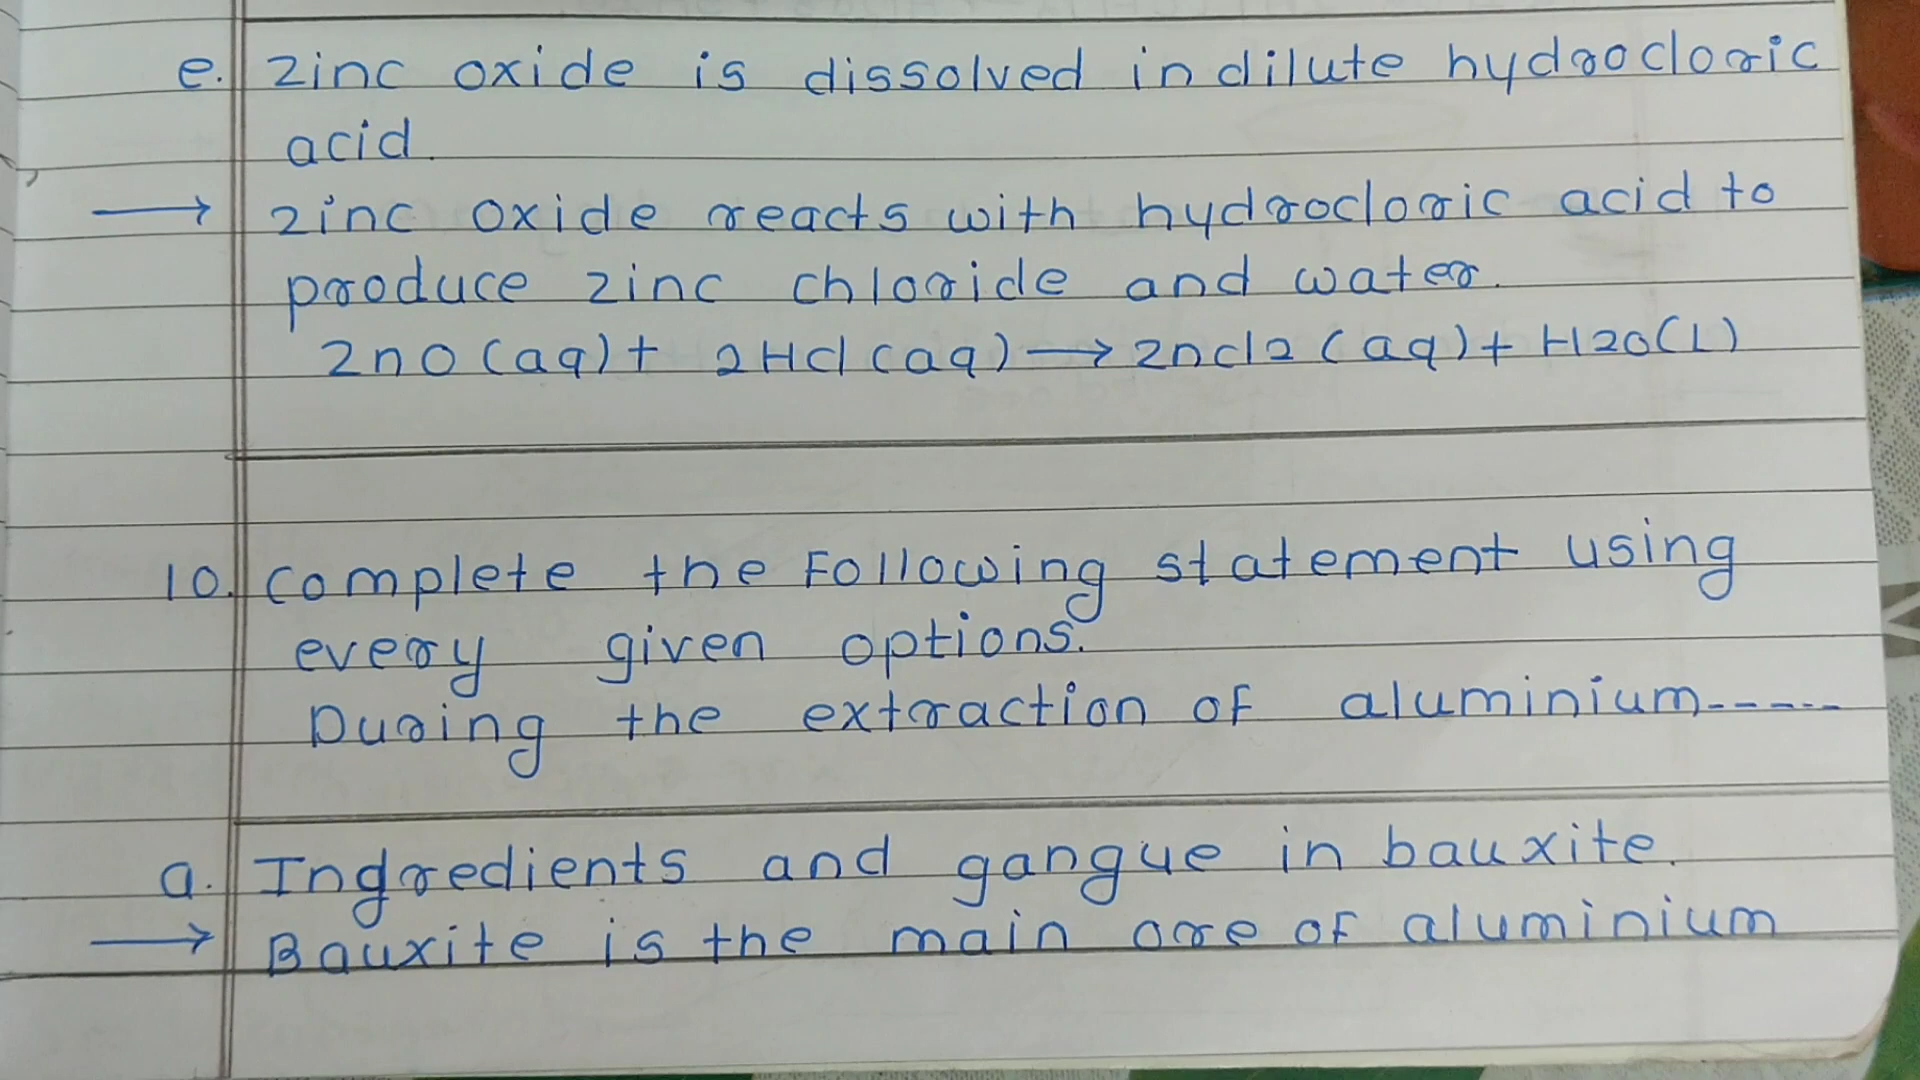 e. zinc oxide is dissolved in dilute hydrocloric
acid.
→ zinc oxide reacts with hydrocloric acid to
produce zinc chloride and water.
ZnO (aq) + 2HCl (aq) → Zncl2 (aq) + H2O(L)
10. complete the Following statement using
every given options.
During the extraction of aluminium-----
a. Ingredients and gangue in bauxite.
→ Bauxite is the main ore of aluminium